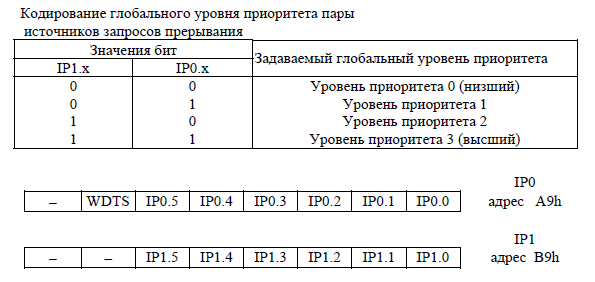 Кодирование глобального уровня приоритета пары
источников запросов прерывания
Значения бит Задаваемый глобальный уровень приоритета
IP1.x IP0.x
0 0 Уровень приоритета 0 (низший)
0 1 Уровень приоритета 1
1 0 Уровень приоритета 2
1 1 Уровень приоритета 3 (высший)
IP0
– WDTS IP0.5 IP0.4 IP0.3 IP0.2 IP0.1 IP0.0 адрес A9h
IP1
– – IP1.5 IP1.4 IP1.3 IP1.2 IP1.1 IP1.0 адрес B9h